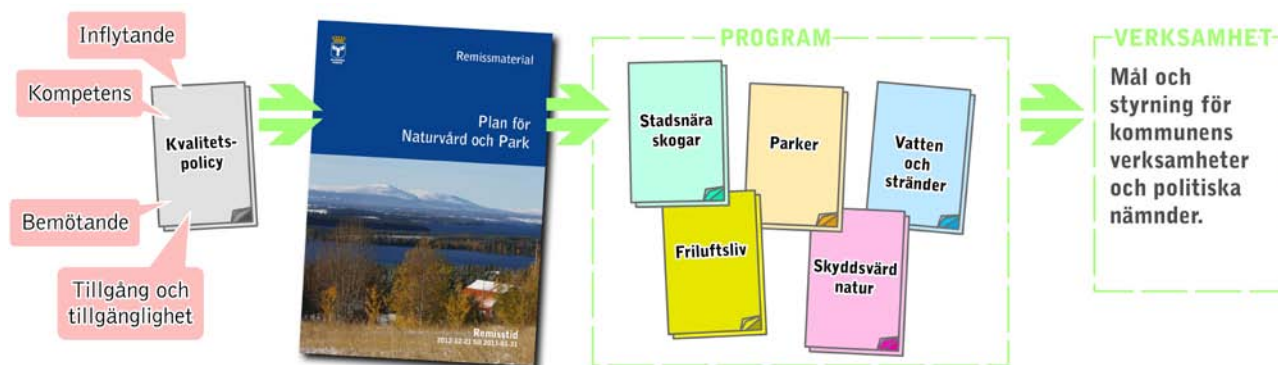 Inflytande
Kompetens
Kvalitets-
policy
Bemötande
Tillgång och
tillgänglighet
Remissmaterial
Plan för
Naturvård och Park
Remisstid
PROGRAM
Stadsnära
skogar
Parker
Vatten
och
stränder
Friluftsliv
Skyddsvärd
natur
VERKSAMHET
Mål och
styrning för
kommunens
verksamheter
och politiska
nämnder.